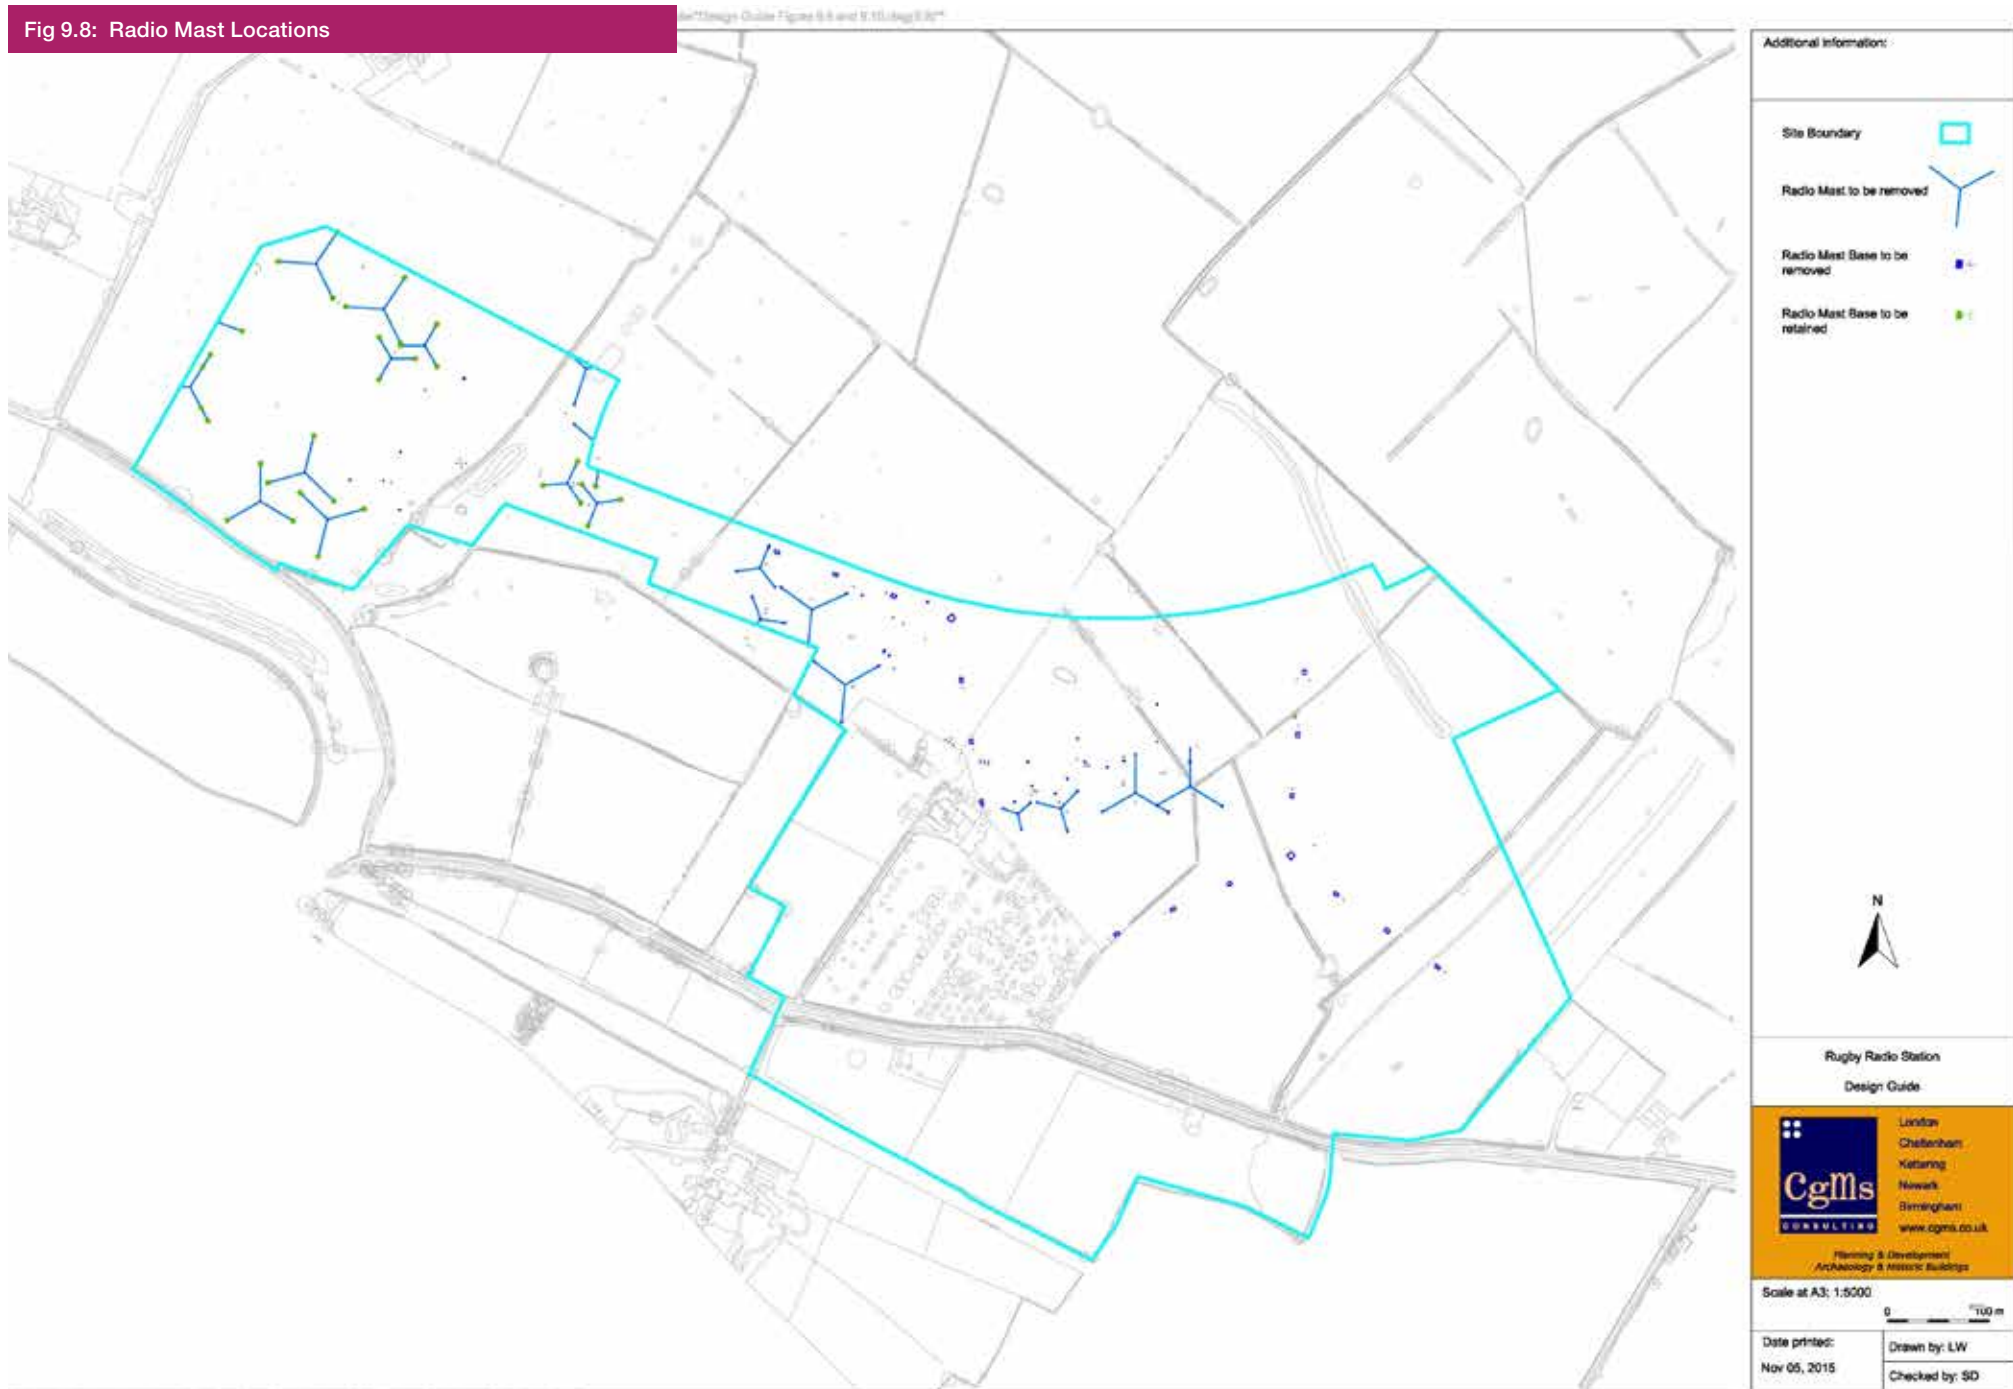 Fig 9.8: Radio Mast Locations
Additional information:
Site Boundary
Radio Mast to be removed
Radio Mast Base to be
removed
Radio Mast Base to be
retained
N
Rugby Radio Station
Design Guide
CgMs
CONSULTING
London
Cheltenham
Kettering
Newark
Birmingham
www.cgms.co.uk
Planning & Development
Archaeology & Historic Buildings
Scale at A3: 1:5000
0 100 m
Date printed:
Nov 05, 2015
Drawn by: LW
Checked by: SD